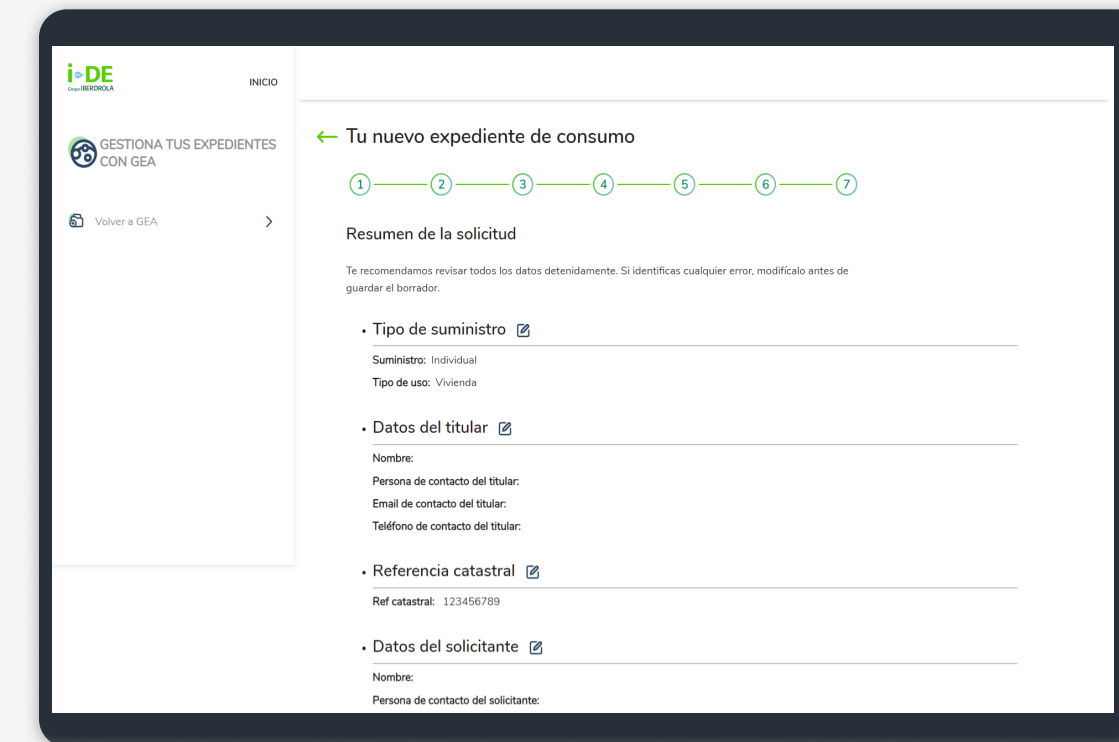 i-DE
Grupo IBERDROLA
INICIO
GESTIONA TUS EXPEDIENTES
CON GEA
Volver a GEA
Tu nuevo expediente de consumo
1 2 3 4 5 6 7
Resumen de la solicitud
Te recomendamos revisar todos los datos detenidamente. Si identificas cualquier error, modifícalo antes de
guardar el borrador.
• Tipo de suministro
Suministro: Individual
Tipo de uso: Vivienda
• Datos del titular
Nombre:
Persona de contacto del titular:
Email de contacto del titular:
Teléfono de contacto del titular:
• Referencia catastral
Ref catastral: 123456789
• Datos del solicitante
Nombre:
Persona de contacto del solicitante: